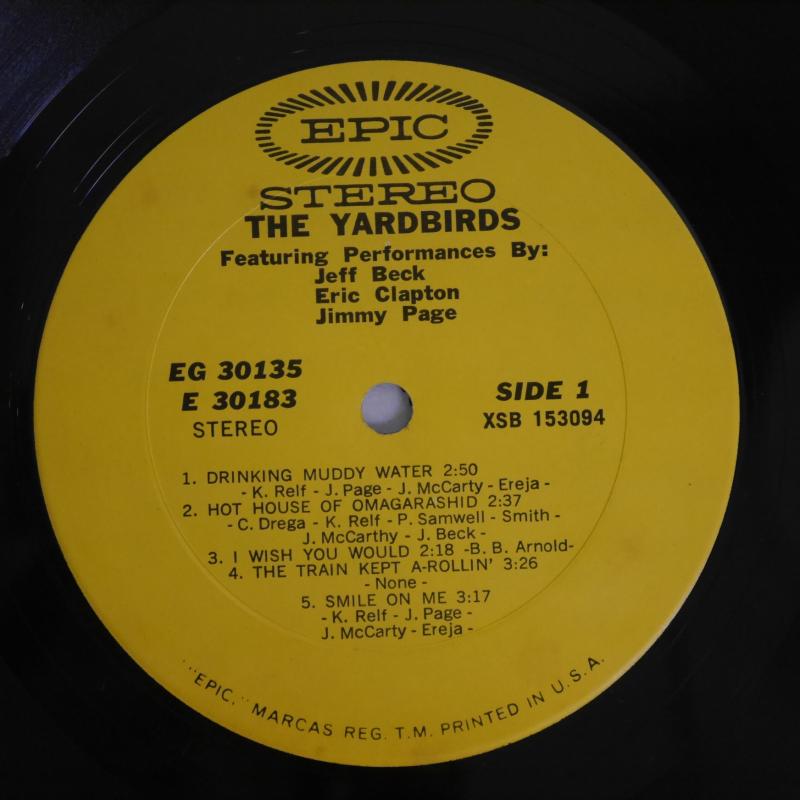 EPIC
STEREO
THE YARDBIRDS
Featuring Performances By:
Jeff Beck
Eric Clapton
Jimmy Page
EG 30135
E 30183
STEREO
SIDE 1
XSB 153094
1. DRINKING MUDDY WATER 2:50
- K. Relf - J. Page - J. McCarty - Ereja -
2. HOT HOUSE OF OMAGARASHID 2:37
- C. Drega - K. Relf - P. Samwell - Smith -
J. McCarthy - J. Beck -
3. I WISH YOU WOULD 2:18 -B. B. Arnold-
4. THE TRAIN KEPT A-ROLLIN' 3:26
- None -
5. SMILE ON ME 3:17
- K. Relf - J. Page -
J. McCarty - Ereja -
"EPIC," MARCAS REG. T.M. PRINTED IN U.S.A.